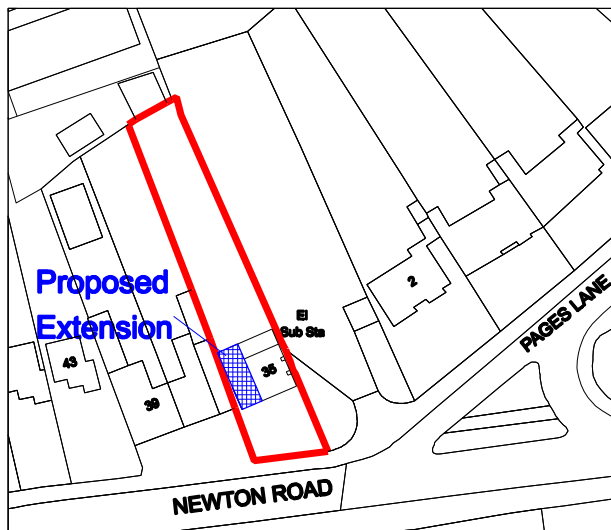 2
Proposed
Extension
El
Sub Sta
PAGES LANE
43
35
39
NEWTON ROAD